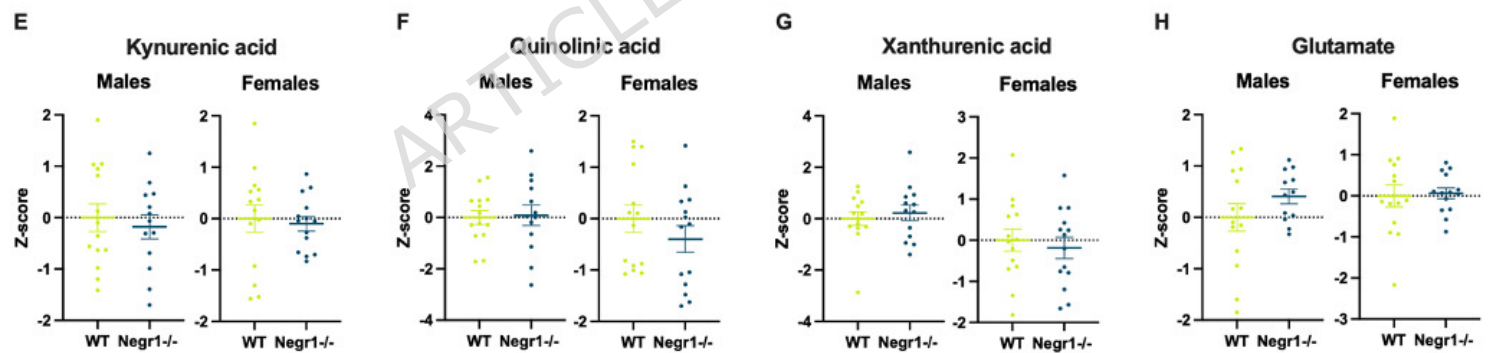 E
Kynurenic acid
Males
Females
Z-score
2
1
0
-1
-2
2
1
0
-1
-2
WT Negr1-/-
WT Negr1-/-
F
Quinolinic acid
Males
Females
Z-score
4
2
0
-2
-4
2
1
0
-1
-2
WT Negr1-/-
WT Negr1-/-
G
Xanthurenic acid
Males
Females
Z-score
4
2
0
-2
-4
3
2
1
0
-1
-2
WT Negr1-/-
WT Negr1-/-
H
Glutamate
Males
Females
Z-score
2
1
0
-1
-2
2
1
0
-1
-2
-3
WT Negr1-/-
WT Negr1-/-
ARTICLE